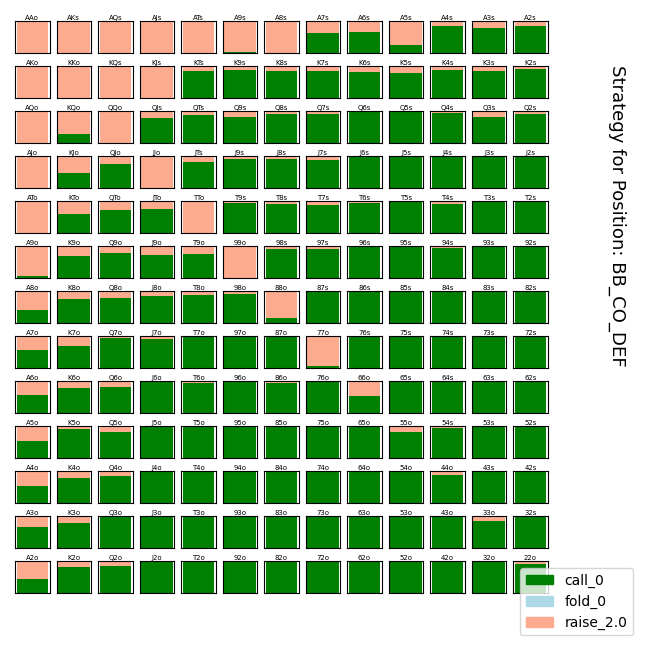 AAo AKs AQs AJs ATs A9s A8s A7s A6s A5s A4s A3s A2s
AKo KKo KQs KJs KTs K9s K8s K7s K6s K5s K4s K3s K2s
AQo KQo QQo QJs QTs Q9s Q8s Q7s Q6s Q5s Q4s Q3s Q2s
AJo KJo QJo JJo JTs J9s J8s J7s J6s J5s J4s J3s J2s
ATo KTo QTo JTo TTo T9s T8s T7s T6s T5s T4s T3s T2s
A9o K9o Q9o J9o T9o 99o 98s 97s 96s 95s 94s 93s 92s
A8o K8o Q8o J8o T8o 98o 88o 87s 86s 85s 84s 83s 82s
A7o K7o Q7o J7o T7o 97o 87o 77o 76s 75s 74s 73s 72s
A6o K6o Q6o J6o T6o 96o 86o 76o 66o 65s 64s 63s 62s
A5o K5o Q5o J5o T5o 95o 85o 75o 65o 55o 54s 53s 52s
A4o K4o Q4o J4o T4o 94o 84o 74o 64o 54o 44o 43s 42s
A3o K3o Q3o J3o T3o 93o 83o 73o 63o 53o 43o 33o 32s
A2o K2o Q2o J2o T2o 92o 82o 72o 62o 52o 42o 32o 22o
Strategy for Position: BB_CO_DEF
call_0
fold_0
raise_2.0